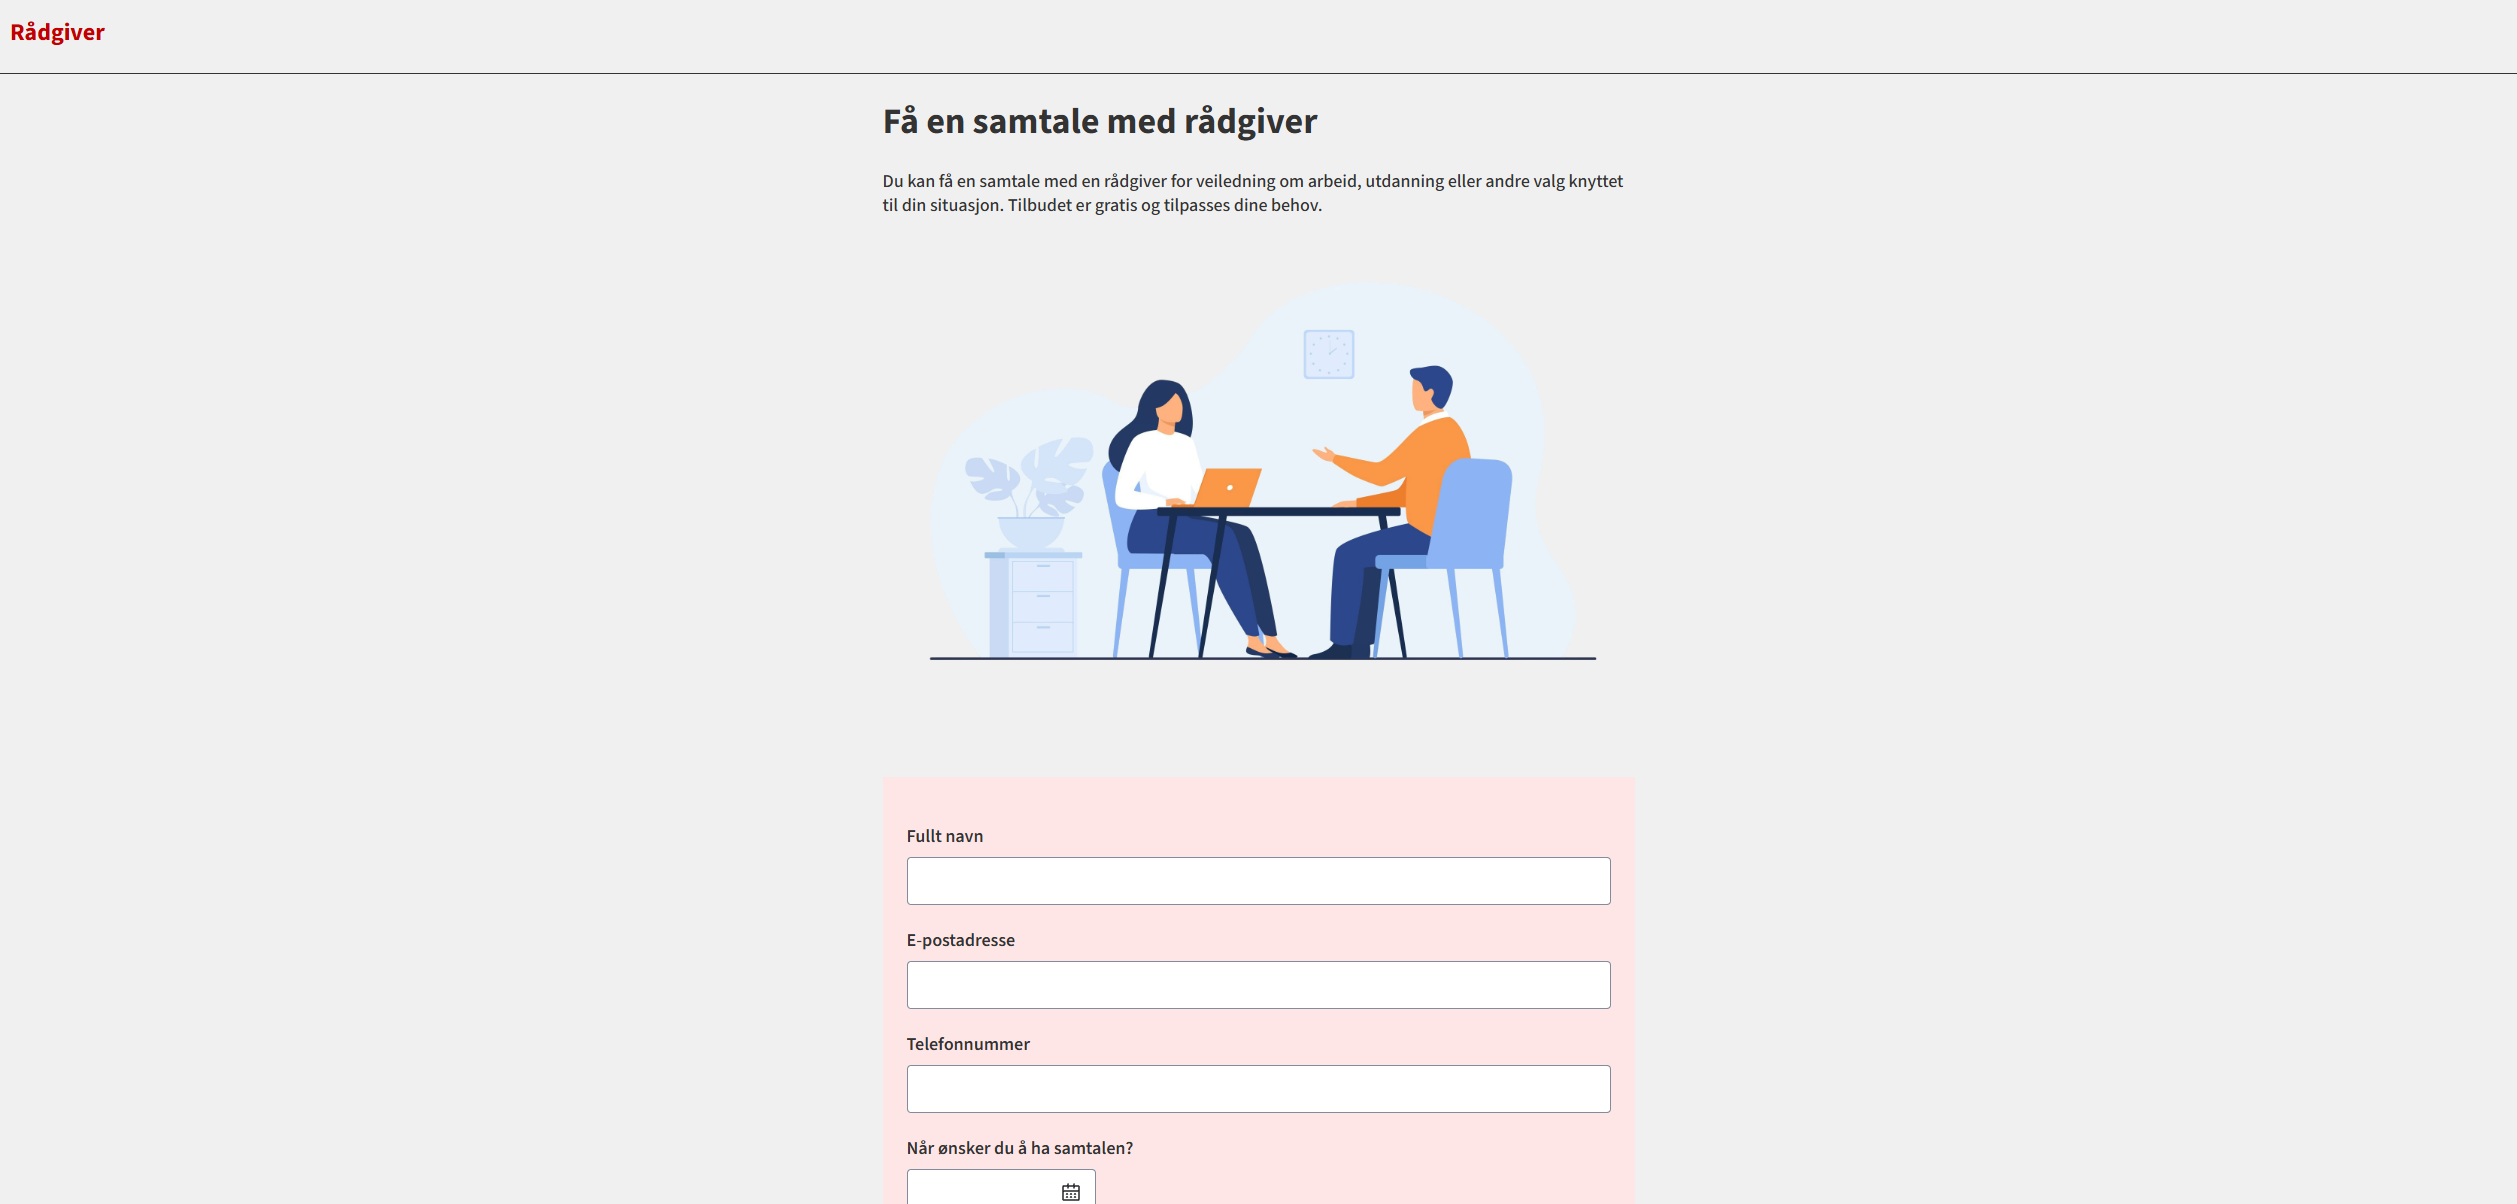 Rådgiver
Få en samtale med rådgiver
Du kan få en samtale med en rådgiver for veiledning om arbeid, utdanning eller andre valg knyttet
til din situasjon. Tilbudet er gratis og tilpasses dine behov.
Fullt navn
E-postadresse
Telefonnummer
Når ønsker du å ha samtalen?